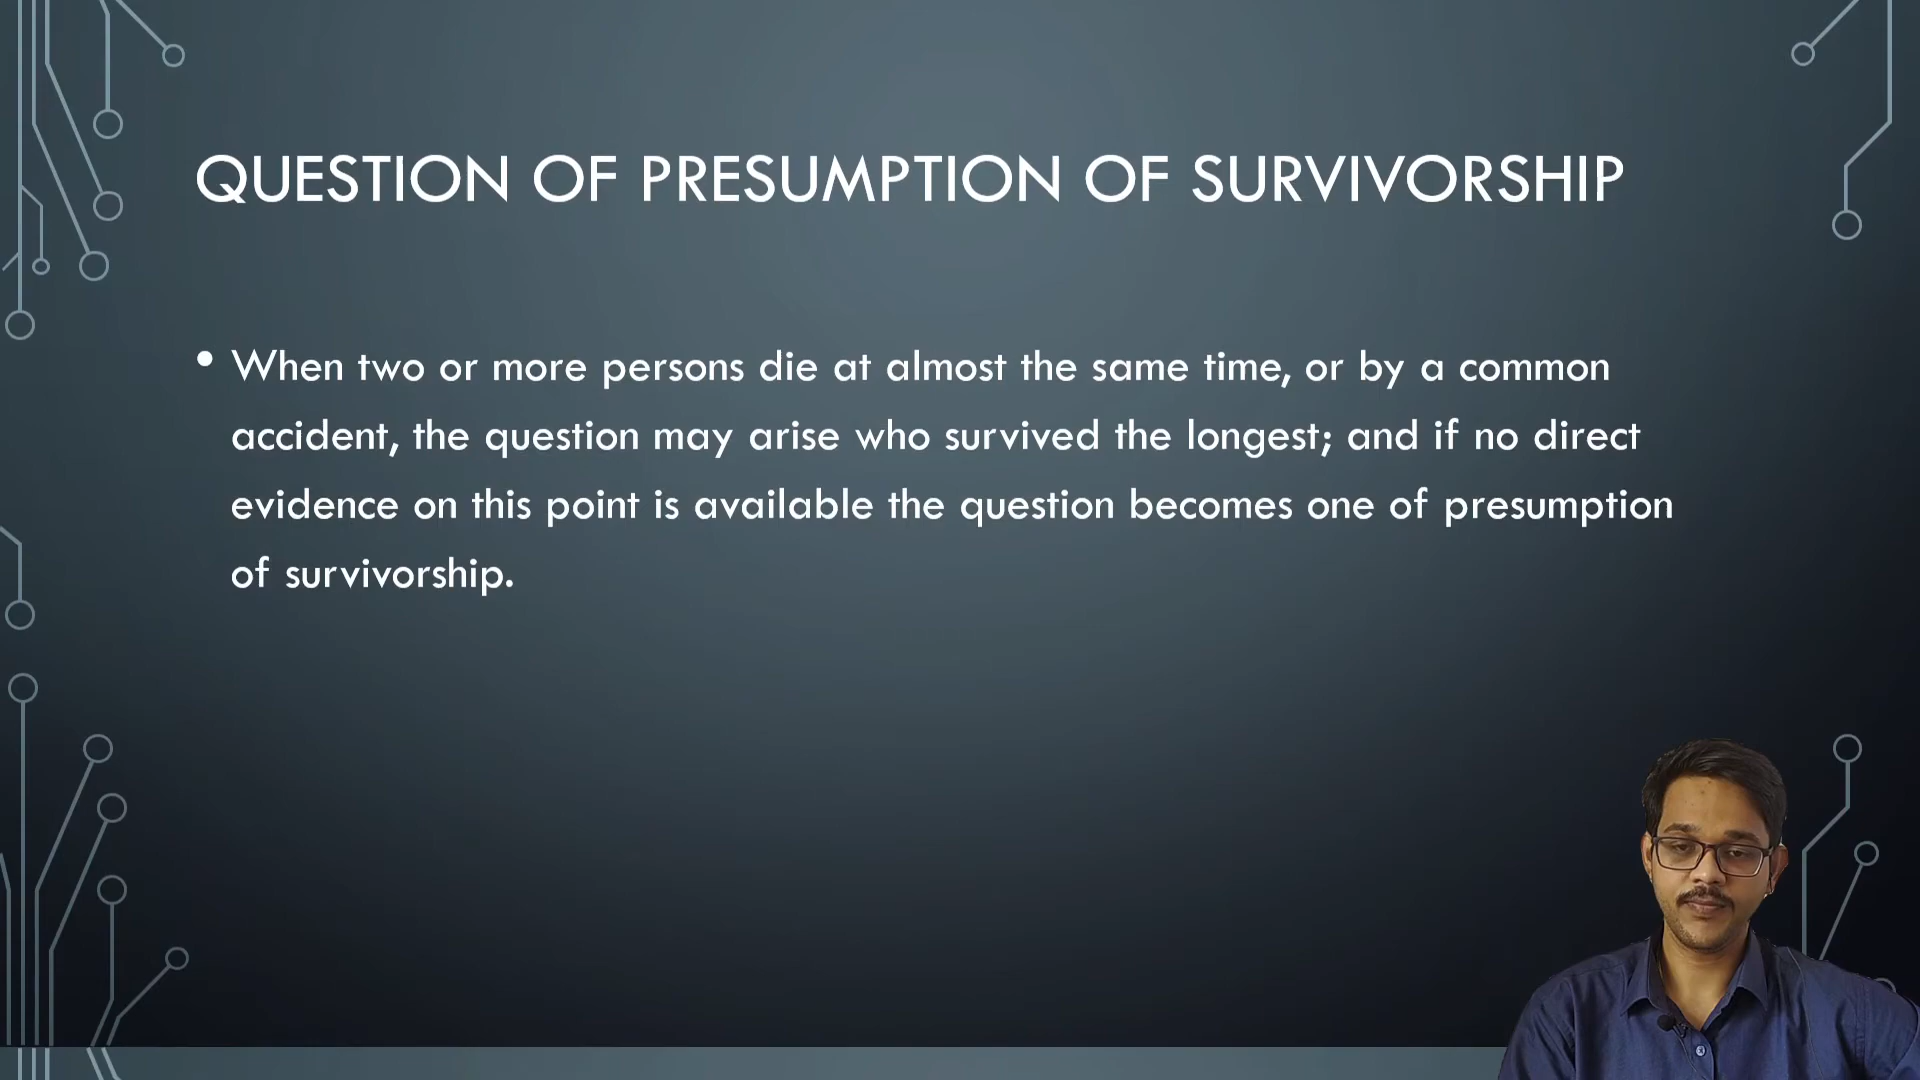 QUESTION OF PRESUMPTION OF SURVIVORSHIP
• When two or more persons die at almost the same time, or by a common
accident, the question may arise who survived the longest; and if no direct
evidence on this point is available the question becomes one of presumption
of survivorship.